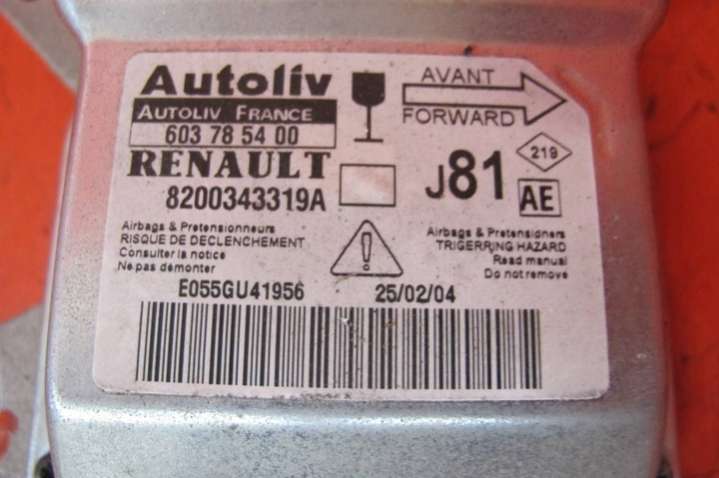 Autoliv
AUTOLIV FRANCE
603 78 54 00
RENAULT
8200343319A
AVANT
FORWARD
J81
219
AE
Airbags & Pretensionneurs
RISQUE DE DECLENCHEMENT
Consulter la notice
Ne pas démonter
Airbags & Pretensioners
TRIGERRING HAZARD
Read manual
Do not remove
E055GU41956
25/02/04